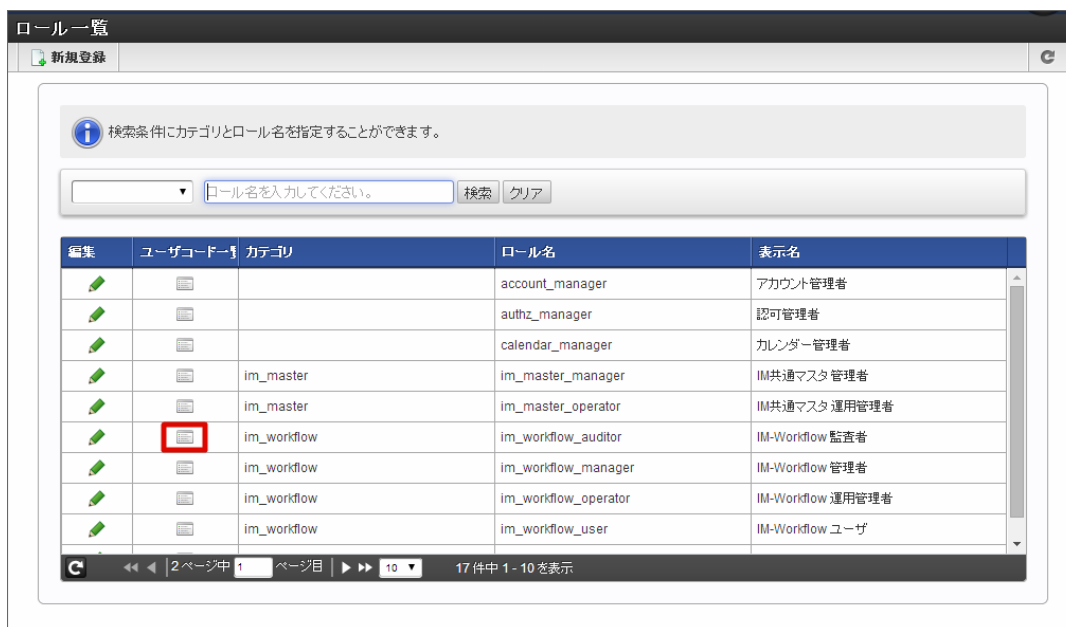 ロール一覧
新規登録
検索条件にカテゴリとロール名を指定することができます。
ロール名を入力してください。 検索 クリア
編集 ユーザコード一覧 カテゴリ ロール名 表示名
account_manager アカウント管理者
authz_manager 認可管理者
calendar_manager カレンダー管理者
im_master im_master_manager IM共通マスタ管理者
im_master im_master_operator IM共通マスタ運用管理者
im_workflow im_workflow_auditor IM-Workflow 監査者
im_workflow im_workflow_manager IM-Workflow 管理者
im_workflow im_workflow_operator IM-Workflow 運用管理者
im_workflow im_workflow_user IM-Workflow ユーザ
2 ページ中 1 ページ目 10 17 件中 1 - 10 を表示